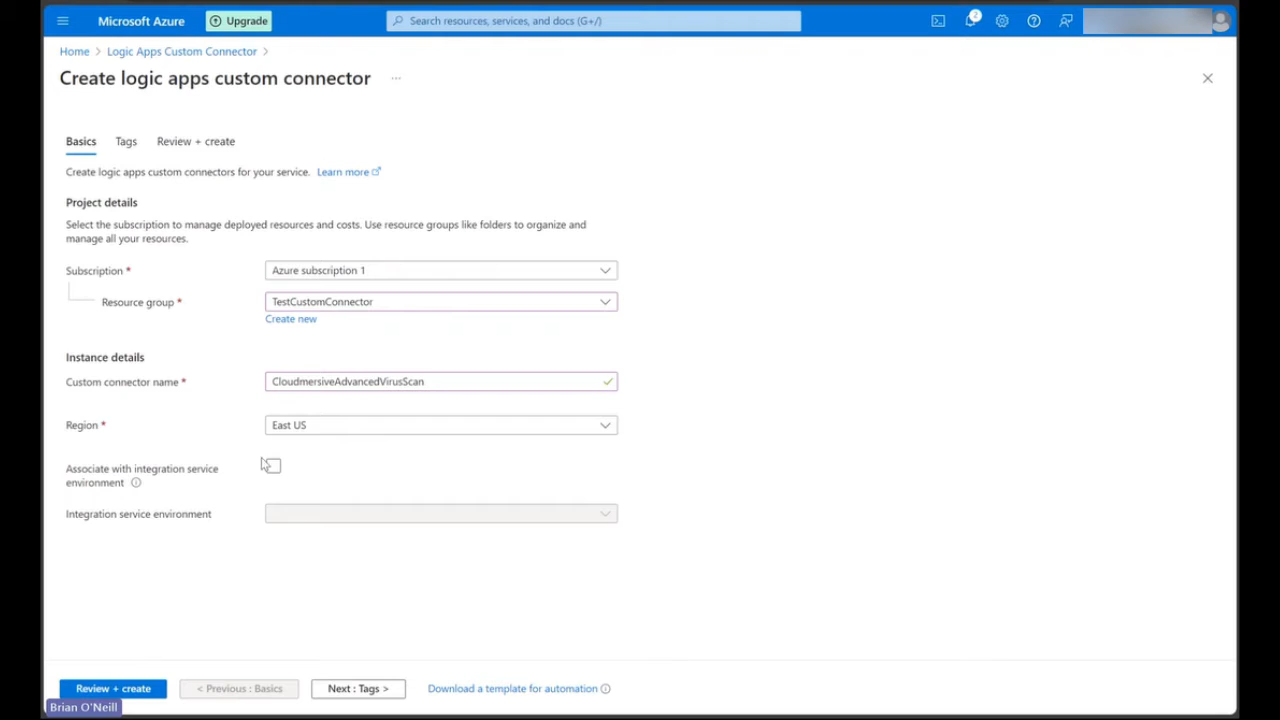 Microsoft Azure
Upgrade
Search resources, services, and docs (G+/)
2
Home > Logic Apps Custom Connector >
Create logic apps custom connector ...
Basics Tags Review + create
Create logic apps custom connectors for your service. Learn more
Project details
Select the subscription to manage deployed resources and costs. Use resource groups like folders to organize and
manage all your resources.
Subscription * Azure subscription 1
Resource group * TestCustomConnector
Create new
Instance details
Custom connector name * CloudmersiveAdvancedVirusScan
Region * East US
Associate with integration service
environment
Integration service environment
Review + create < Previous : Basics Next : Tags > Download a template for automation
Brian O'Neill